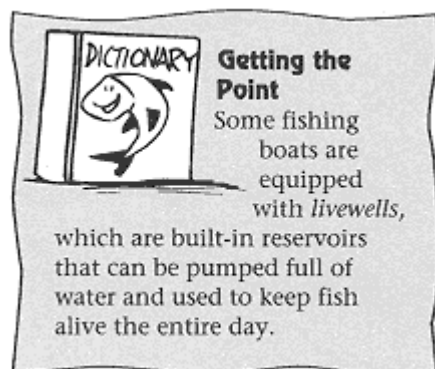 DICTIONARY
Getting the
Point
Some fishing
boats are
equipped
with livewells,
which are built-in reservoirs
that can be pumped full of
water and used to keep fish
alive the entire day.